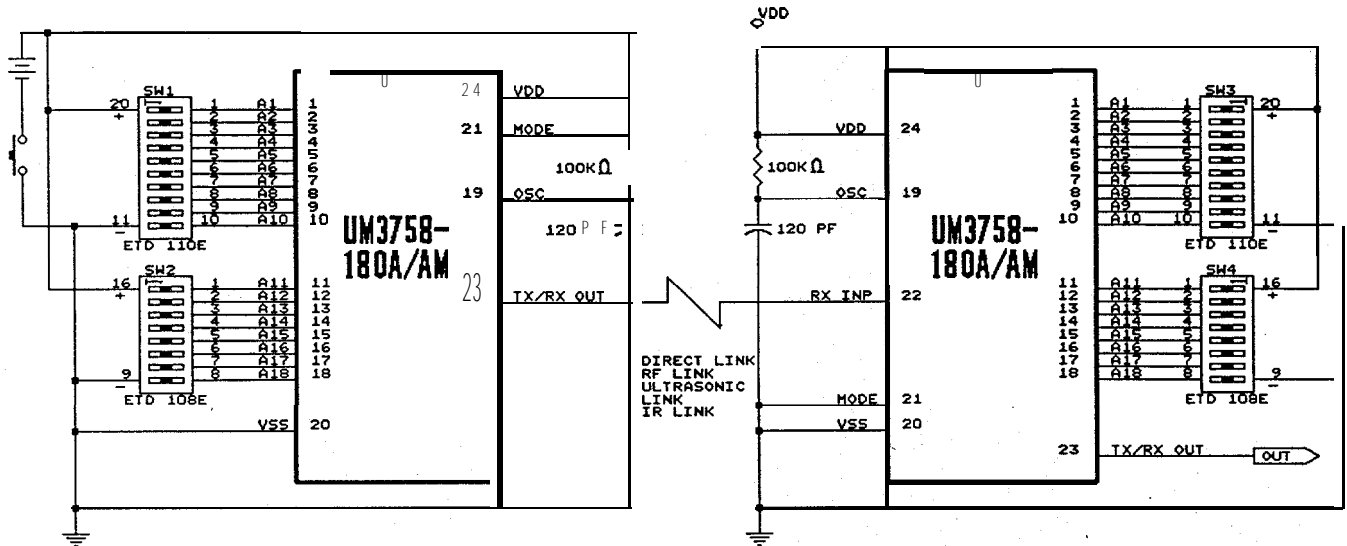 VDD
SW1
20
+
1 A1 1
2 A2 2
3 A3 3
4 A4 4
5 A5 5
6 A6 6
7 A7 7
8 A8 8
9 A9 9
10 A10 10
11
−
ETD 110E
SW2
16
+
1 A11 11
2 A12 12
3 A13 13
4 A14 14
5 A15 15
6 A16 16
7 A17 17
8 A18 18
9
−
ETD 108E
VSS 20
UM3758-
180A/AM
24 VDD
21 MODE
100KΩ
19 OSC
120 P F
23 TX/RX OUT
DIRECT LINK
RF LINK
ULTRASONIC
LINK
IR LINK
VDD 24
100KΩ
OSC 19
120 PF
RX INP 22
MODE 21
VSS 20
UM3758-
180A/AM
SW3
1 A1 1
2 A2 2
3 A3 3
4 A4 4
5 A5 5
6 A6 6
7 A7 7
8 A8 8
9 A9 9
10 A10 10
20
+
11
−
ETD 110E
SW4
11 A11 1
12 A12 2
13 A13 3
14 A14 4
15 A15 5
16 A16 6
17 A17 7
18 A18 8
16
+
9
−
ETD 108E
23 TX/RX OUT
OUT